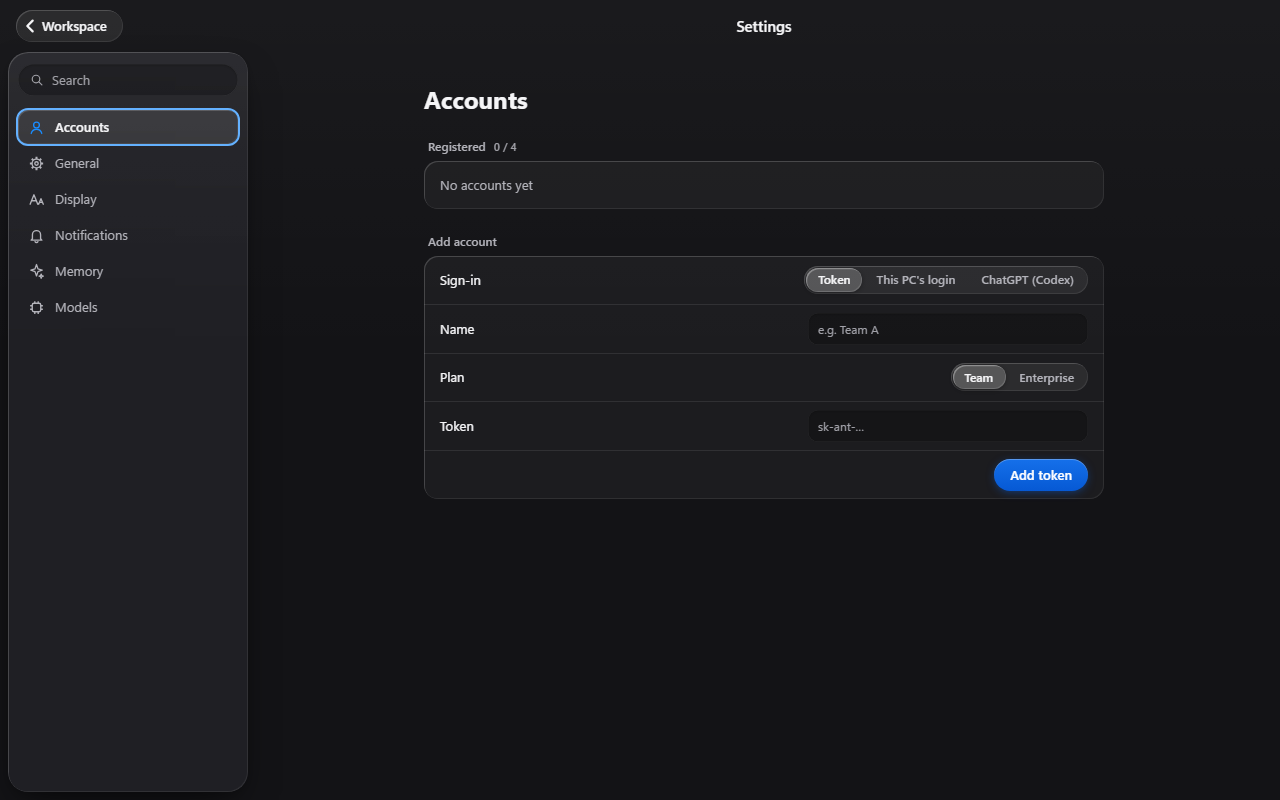 Workspace
Settings
Search
Accounts
General
Display
Notifications
Memory
Models
Accounts
Registered 0 / 4
No accounts yet
Add account
Sign-in Token This PC's login ChatGPT (Codex)
Name e.g. Team A
Plan Team Enterprise
Token sk-ant-...
Add token